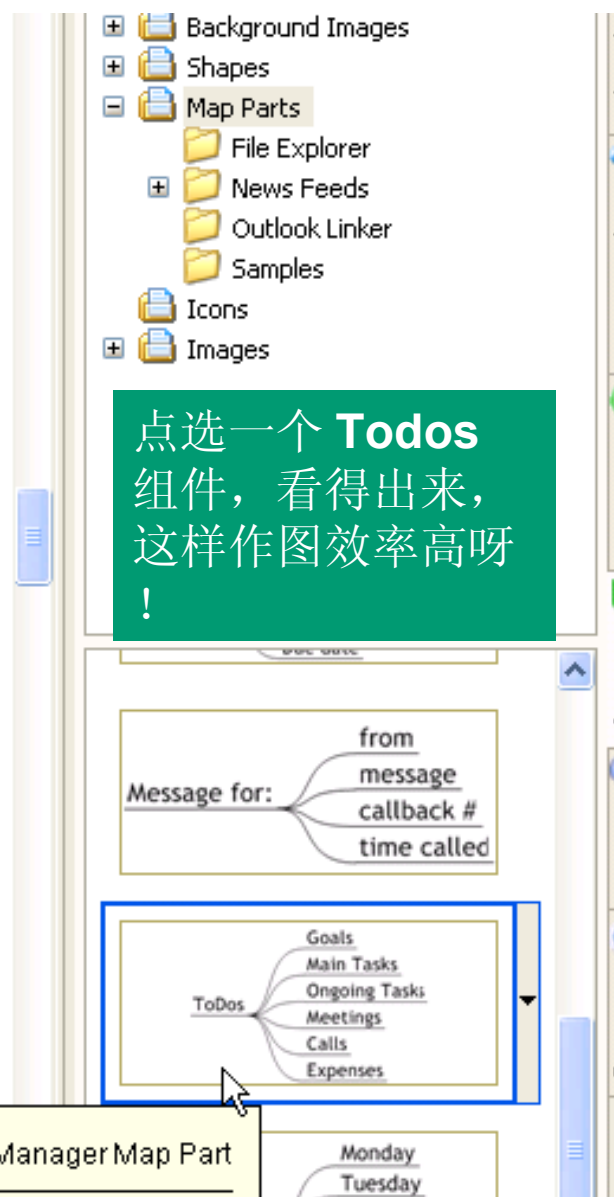 Background Images
Shapes
Map Parts
File Explorer
News Feeds
Outlook Linker
Samples
Icons
Images
点选一个 Todos
组件，看得出来，
这样作图效率高呀
！
Due date
from
Message for:
message
callback #
time called
Goals
Main Tasks
Ongoing Tasks
ToDos
Meetings
Calls
Expenses
Manager Map Part
Monday
Tuesday